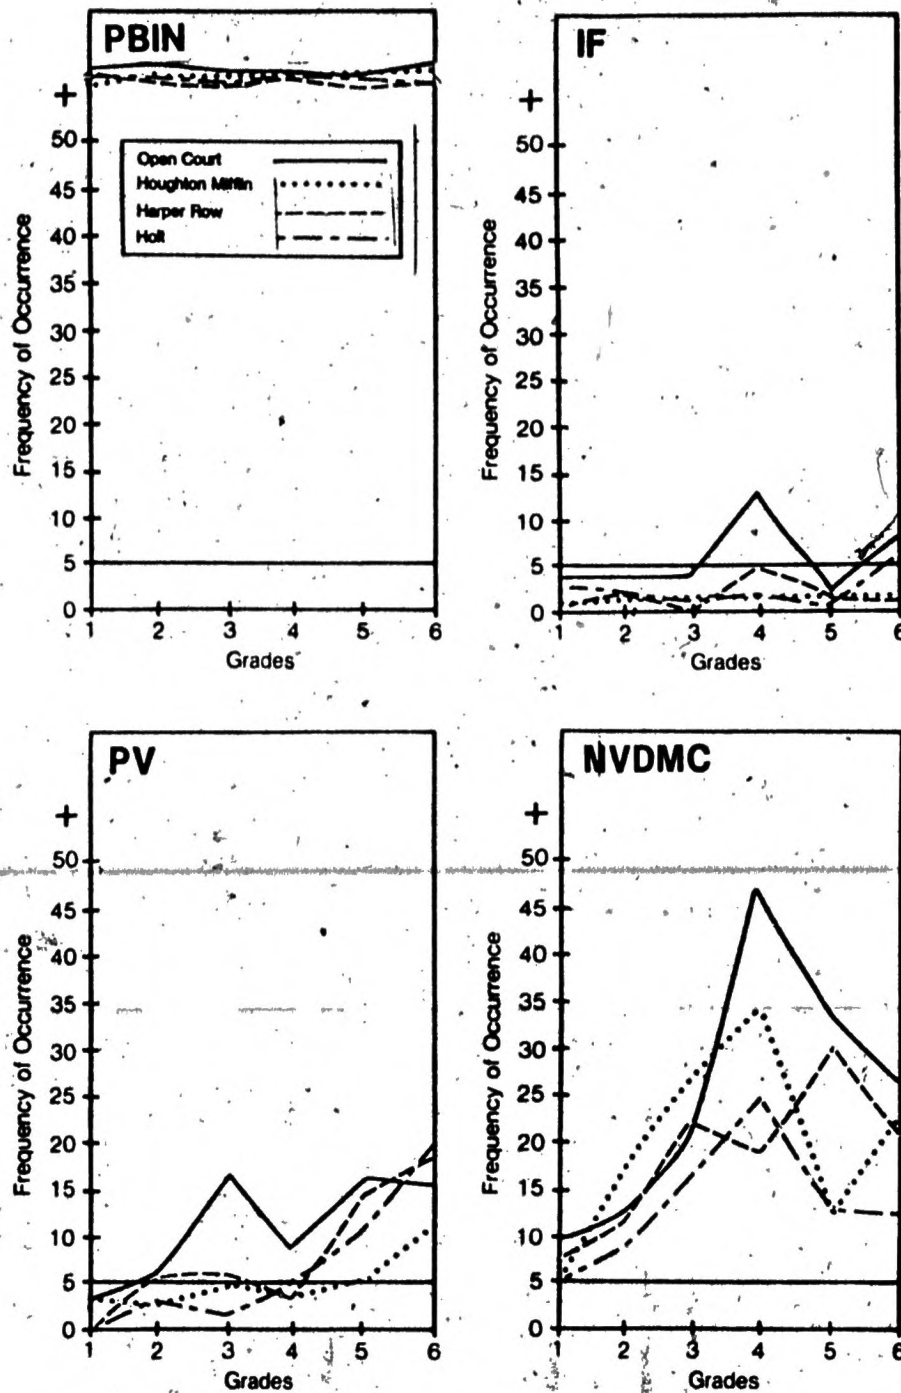 PBIN
+
50
45
40
35
30
25
20
15
10
5
0
Frequency of Occurrence
Open Court
Houghton Mifflin
Harper Row
Holt
1 2 3 4 5 6
Grades
IF
+
50
45
40
35
30
25
20
15
10
5
0
Frequency of Occurrence
1 2 3 4 5 6
Grades
PV
+
50
45
40
35
30
25
20
15
10
5
0
Frequency of Occurrence
1 2 3 4 5 6
Grades
NVDMC
+
50
45
40
35
30
25
20
15
10
5
0
Frequency of Occurrence
1 2 3 4 5 6
Grades